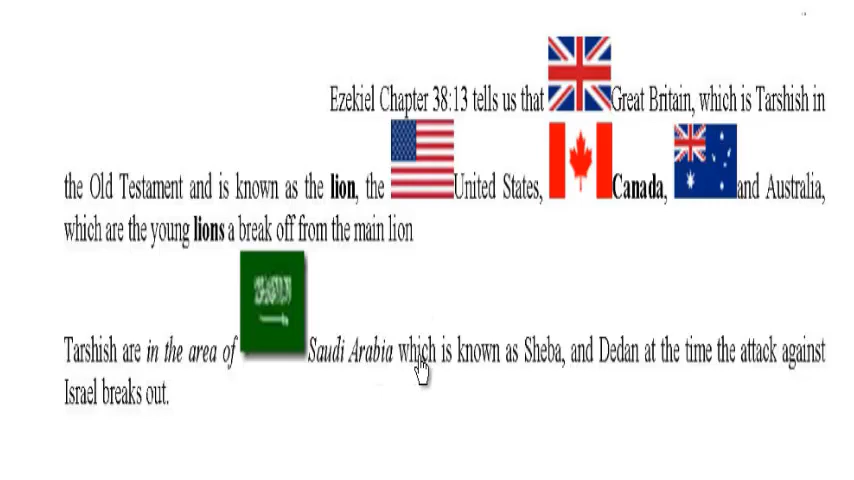 Ezekiel Chapter 38:13 tells us that Great Britain, which is Tarshish in
the Old Testament and is known as the lion, the United States, Canada, and Australia,
which are the young lions a break off from the main lion
Tarshish are in the area of Saudi Arabia which is known as Sheba, and Dedan at the time the attack against
Israel breaks out.